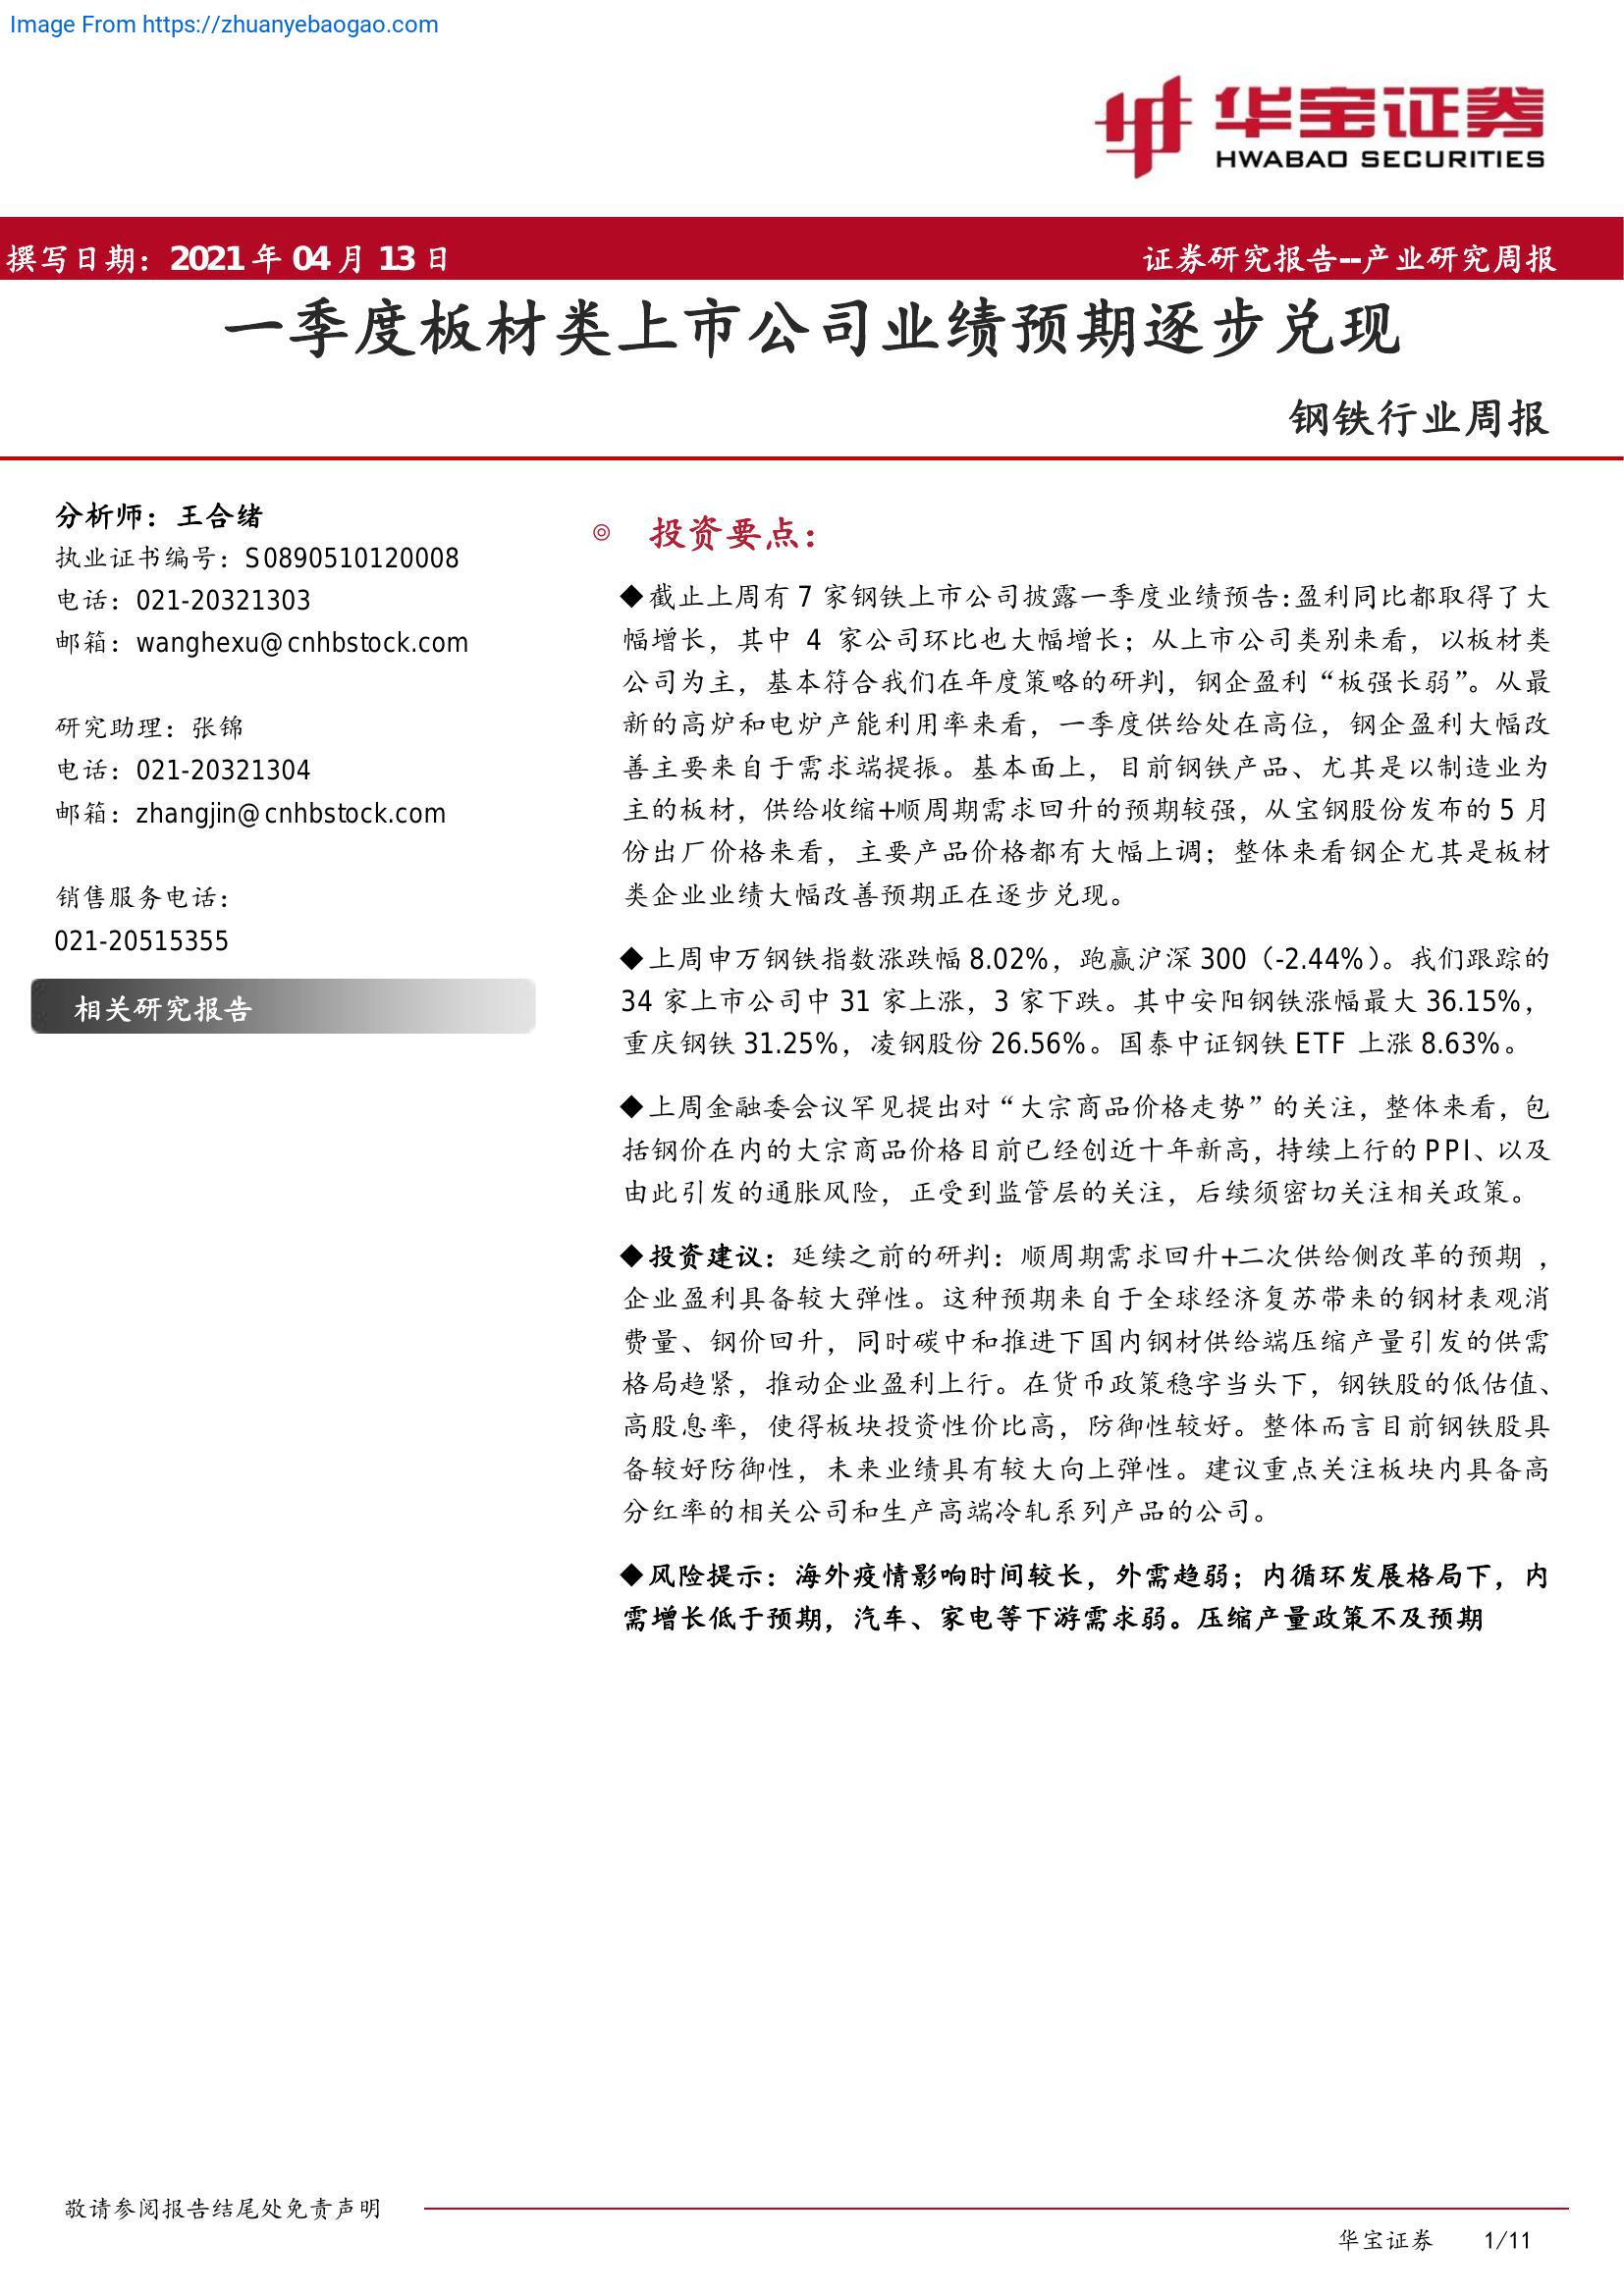 Image From https://zhuanyebaogao.com
华宝证券
HWABAO SECURITIES
撰写日期：2021 年 04 月 13 日
证券研究报告--产业研究周报
一季度板材类上市公司业绩预期逐步兑现
钢铁行业周报
分析师：王合绪
执业证书编号：S0890510120008
电话：021-20321303
邮箱：wanghexu@cnhbstock.com
研究助理：张锦
电话：021-20321304
邮箱：zhangjin@cnhbstock.com
销售服务电话：
021-20515355
相关研究报告
◎ 投资要点：
◆截止上周有 7 家钢铁上市公司披露一季度业绩预告:盈利同比都取得了大
幅增长，其中 4 家公司环比也大幅增长；从上市公司类别来看，以板材类
公司为主，基本符合我们在年度策略的研判，钢企盈利“板强长弱”。从最
新的高炉和电炉产能利用率来看，一季度供给处在高位，钢企盈利大幅改
善主要来自于需求端提振。基本面上，目前钢铁产品、尤其是以制造业为
主的板材，供给收缩+顺周期需求回升的预期较强，从宝钢股份发布的 5 月
份出厂价格来看，主要产品价格都有大幅上调；整体来看钢企尤其是板材
类企业业绩大幅改善预期正在逐步兑现。
◆上周申万钢铁指数涨跌幅 8.02%，跑赢沪深 300（-2.44%）。我们跟踪的
34 家上市公司中 31 家上涨，3 家下跌。其中安阳钢铁涨幅最大 36.15%，
重庆钢铁 31.25%，凌钢股份 26.56%。国泰中证钢铁 ETF 上涨 8.63%。
◆上周金融委会议罕见提出对“大宗商品价格走势”的关注，整体来看，包
括钢价在内的大宗商品价格目前已经创近十年新高，持续上行的 PPI、以及
由此引发的通胀风险，正受到监管层的关注，后续须密切关注相关政策。
◆投资建议：延续之前的研判：顺周期需求回升+二次供给侧改革的预期 ，
企业盈利具备较大弹性。这种预期来自于全球经济复苏带来的钢材表观消
费量、钢价回升，同时碳中和推进下国内钢材供给端压缩产量引发的供需
格局趋紧，推动企业盈利上行。在货币政策稳字当头下，钢铁股的低估值、
高股息率，使得板块投资性价比高，防御性较好。整体而言目前钢铁股具
备较好防御性，未来业绩具有较大向上弹性。建议重点关注板块内具备高
分红率的相关公司和生产高端冷轧系列产品的公司。
◆风险提示：海外疫情影响时间较长，外需趋弱；内循环发展格局下，内
需增长低于预期，汽车、家电等下游需求弱。压缩产量政策不及预期
敬请参阅报告结尾处免责声明
华宝证券 1/11